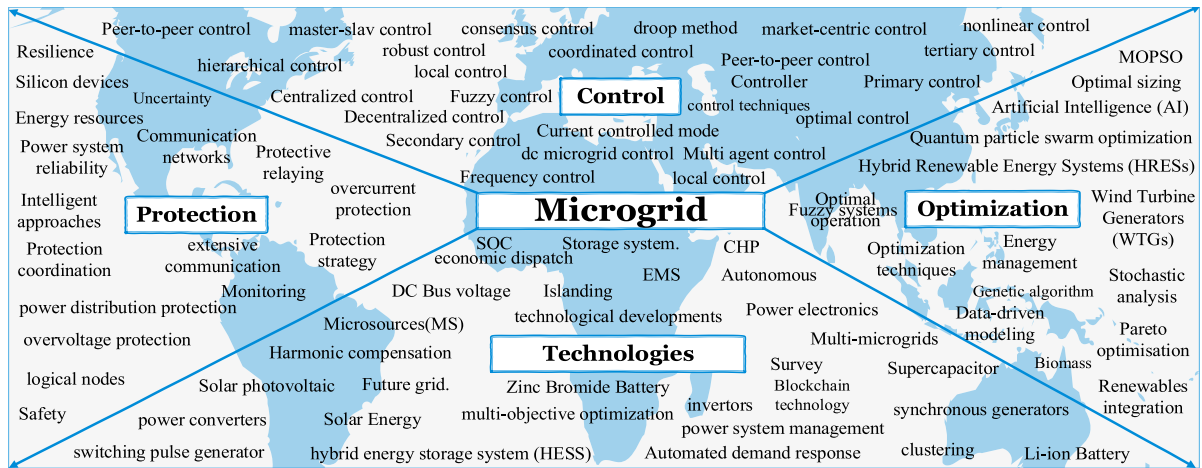 Peer-to-peer control
master-slav control
consensus control
droop method
market-centric control
nonlinear control
Resilience
robust control
coordinated control
tertiary control
hierarchical control
local control
Peer-to-peer control
MOPSO
Silicon devices
Controller
Primary control
Optimal sizing
Uncertainty
Centralized control
Fuzzy control
Control
control techniques
Artificial Intelligence (AI)
Energy resources
Decentralized control
optimal control
Communication
networks
Secondary control
Current controlled mode
Quantum particle swarm optimization
Power system
reliability
Protective
relaying
dc microgrid control
Multi agent control
Hybrid Renewable Energy Systems (HRESs)
Frequency control
local control
overcurrent
protection
Intelligent
approaches
Protection
Microgrid
Optimal
operation
Fuzzy systems
Optimization
Wind Turbine
Generators
(WTGs)
Protection
coordination
extensive
communication
Protection
strategy
SOC
economic dispatch
Storage system.
CHP
Optimization
techniques
Energy
management
EMS
Autonomous
Stochastic
analysis
power distribution protection
Monitoring
DC Bus voltage
Islanding
Genetic algorithm
technological developments
Power electronics
Data-driven
modeling
overvoltage protection
Microsources(MS)
Multi-microgrids
Pareto
optimisation
Harmonic compensation
Technologies
Survey
Supercapacitor
Biomass
logical nodes
Solar photovoltaic
Future grid.
Zinc Bromide Battery
Blockchain
technology
Renewables
integration
Safety
power converters
Solar Energy
multi-objective optimization
invertors
synchronous generators
power system management
switching pulse generator
hybrid energy storage system (HESS)
Automated demand response
clustering
Li-ion Battery